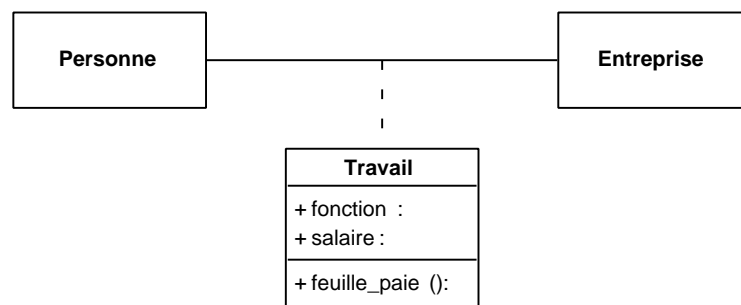 Personne
Entreprise
Travail
+ fonction :
+ salaire :
+ feuille_paie ():